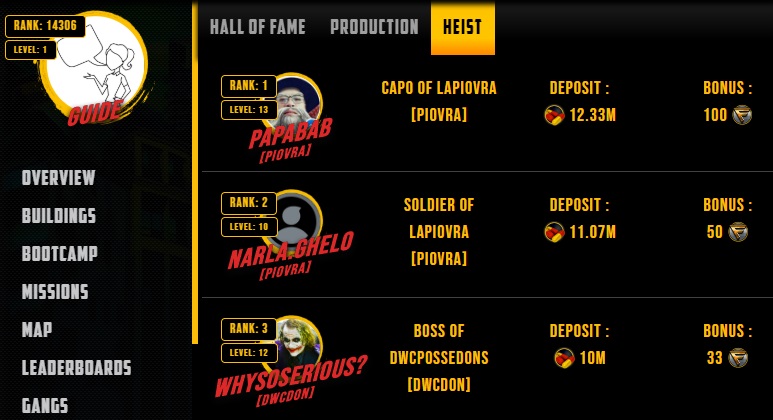 RANK: 14306
LEVEL: 1
GUIDE
OVERVIEW
BUILDINGS
BOOTCAMP
MISSIONS
MAP
LEADERBOARDS
GANGS
HALL OF FAME PRODUCTION HEIST
RANK: 1
LEVEL: 13
PAPABAB
[PIOVRA]
CAPO OF LAPIOVRA
[PIOVRA]
DEPOSIT :
12.33M
BONUS :
100
RANK: 2
LEVEL: 10
NARLA.GHELO
[PIOVRA]
SOLDIER OF
LAPIOVRA
[PIOVRA]
DEPOSIT :
11.07M
BONUS :
50
RANK: 3
LEVEL: 12
WHYSOSERIOUS?
[DWCDON]
BOSS OF
DWCPOSSEDONS
[DWCDON]
DEPOSIT :
10M
BONUS :
33